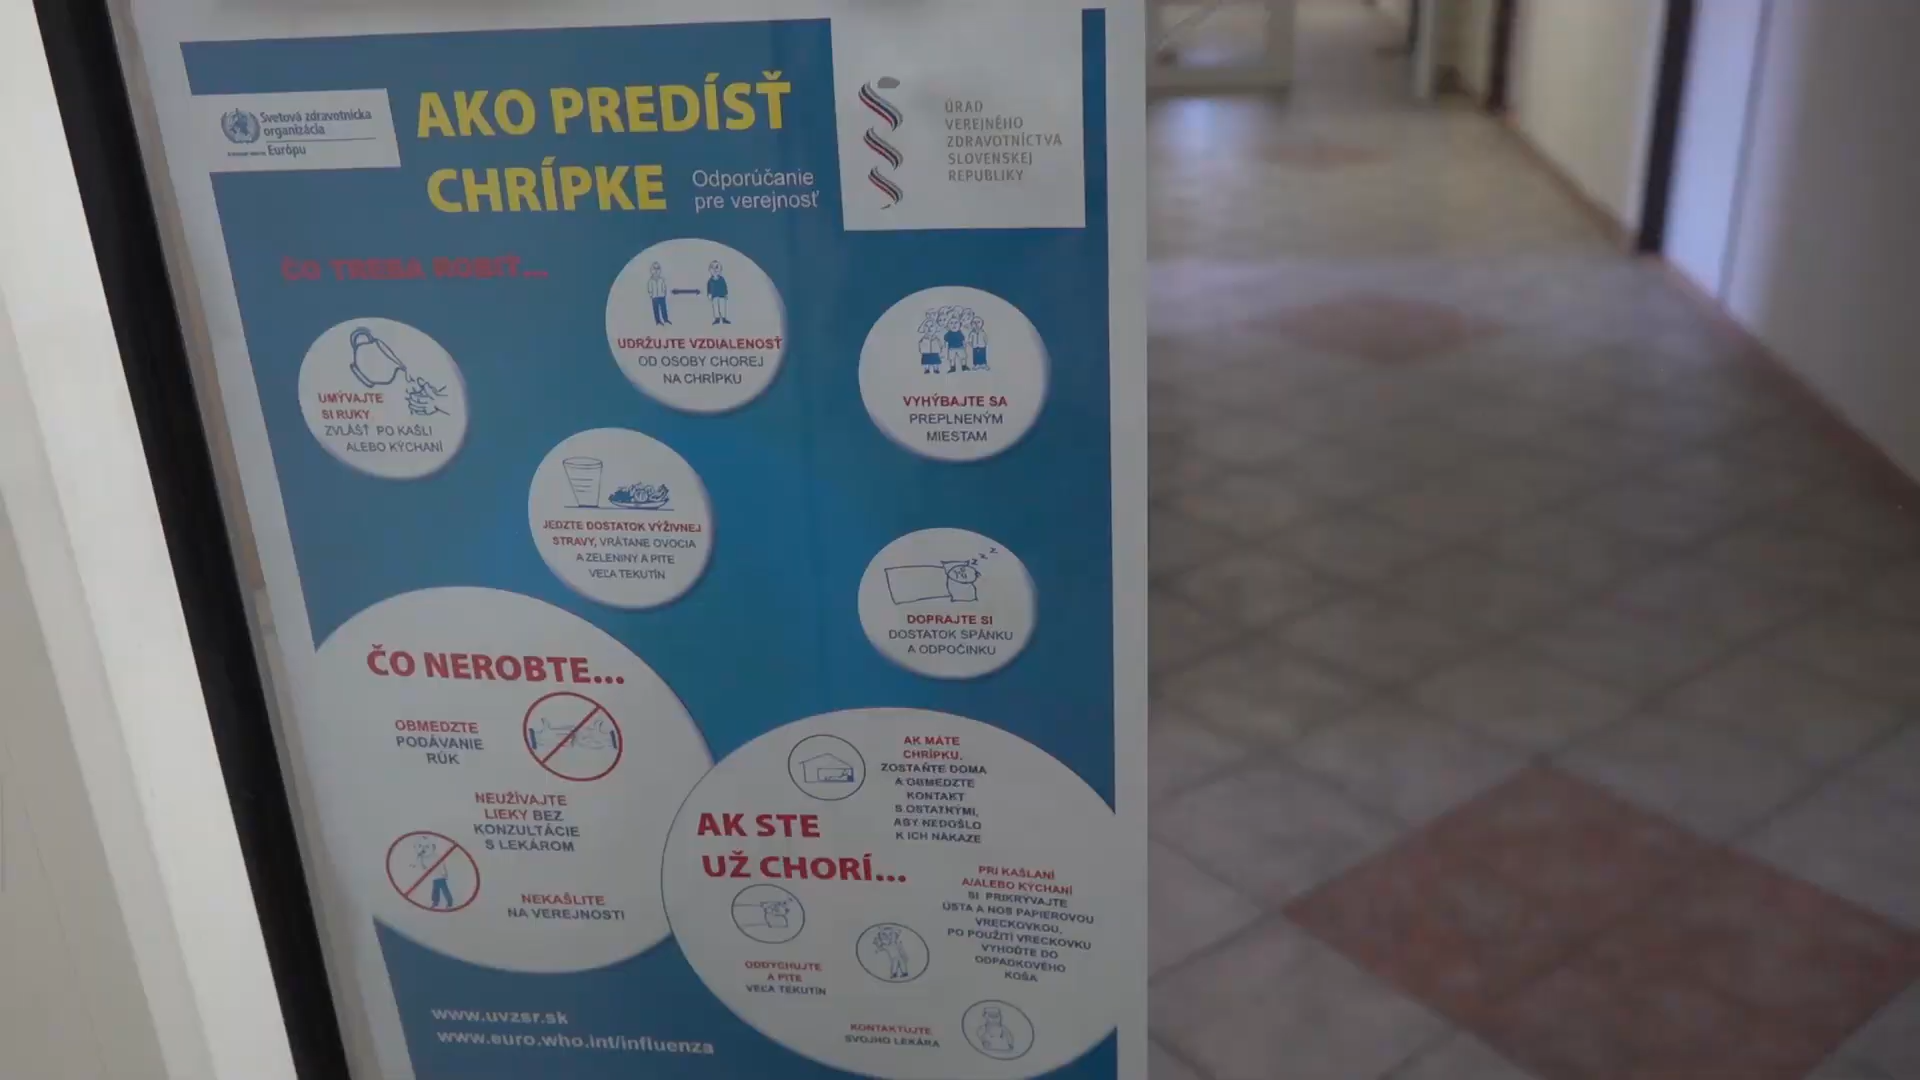 Svetová zdravotnícka
organizácia
Európu
AKO PREDÍSŤ
CHRÍPKE
Odporúčanie
pre verejnosť
ÚRAD
VEREJNÉHO
ZDRAVOTNÍCTVA
SLOVENSKEJ
REPUBLIKY
ČO TREBA ROBIŤ...
UMÝVAJTE
SI RUKY
ZVLÁŠŤ PO KAŠLI
ALEBO KÝCHANÍ
UDRŽUJTE VZDIALENOSŤ
OD OSOBY CHOREJ
NA CHRÍPKU
VYHÝBAJTE SA
PREPLNENÝM
MIESTAM
JEDZTE DOSTATOK VÝŽIVNEJ
STRAVY, VRÁTANE OVOCIA
A ZELENINY A PITE
VEĽA TEKUTÍN
zzz
DOPRAJTE SI
DOSTATOK SPÁNKU
A ODPOČINKU
ČO NEROBTE...
OBMEDZTE
PODÁVANIE
RÚK
NEUŽÍVAJTE
LIEKY BEZ
KONZULTÁCIE
S LEKÁROM
NEKAŠLITE
NA VEREJNOSTI
AK STE
UŽ CHORÍ...
AK MÁTE
CHRÍPKU,
ZOSTAŇTE DOMA
A OBMEDZTE
KONTAKT
S OSTATNÝMI,
ABY NEDOŠLO
K ICH NÁKAZE
PRI KAŠLANÍ
A/ALEBO KÝCHANÍ
SI PRIKRÝVAJTE
ÚSTA A NOS PAPIEROVOU
VRECKOVKOU,
PO POUŽITÍ VRECKOVKU
VYHOĎTE DO
ODPADKOVÉHO
KOŠA
ODDYCHUJTE
A PITE
VEĽA TEKUTÍN
KONTAKTUJTE
SVOJHO LEKÁRA
www.uvzsr.sk
www.euro.who.int/influenza